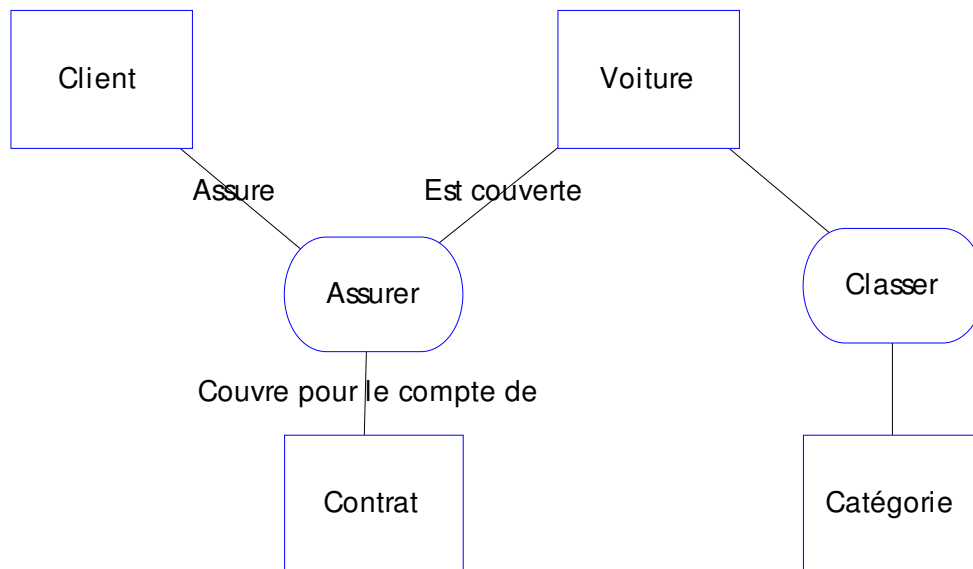 Client
Voiture
Assure
Est couverte
Assurer
Classer
Couvre pour le compte de
Contrat
Catégorie